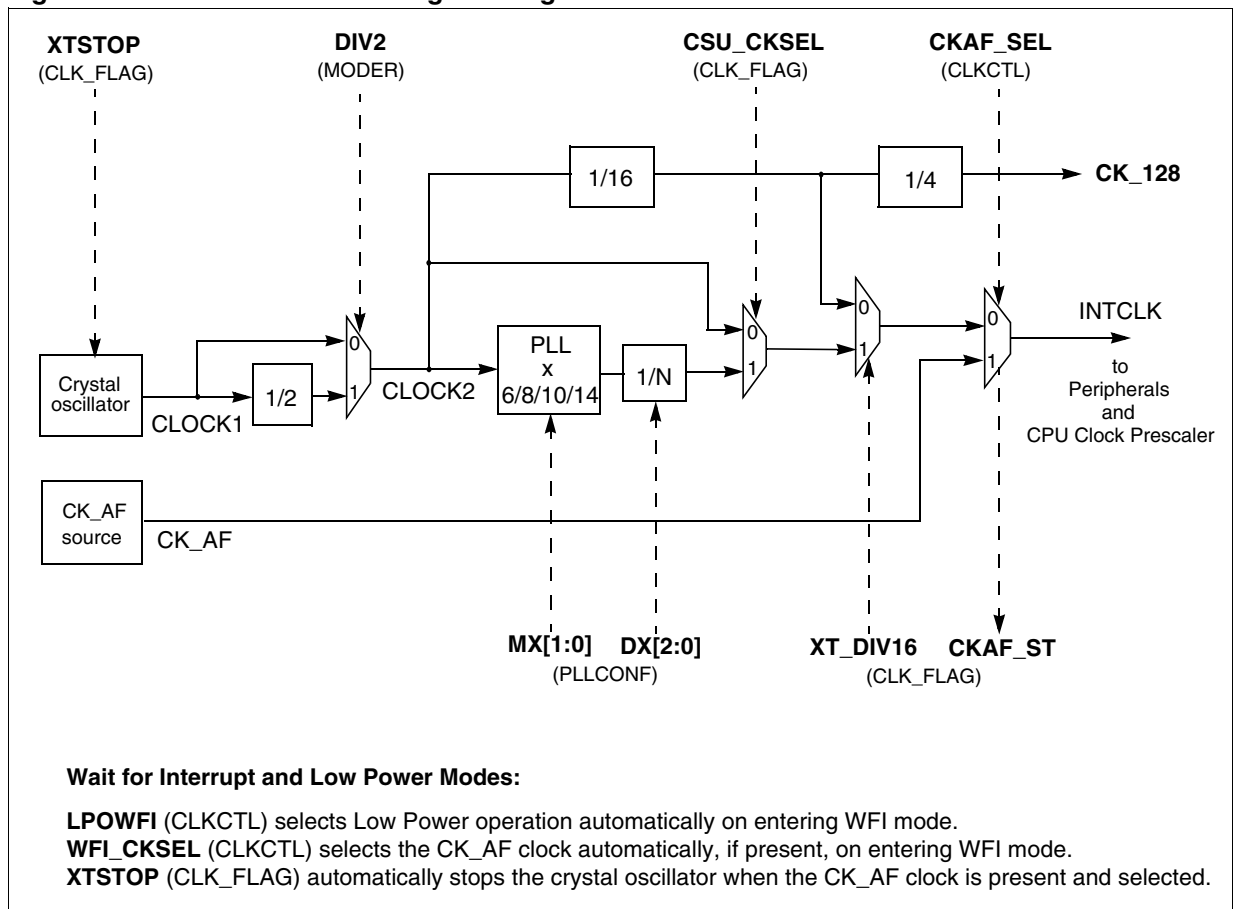 XTSTOP
(CLK_FLAG)
DIV2
(MODER)
CSU_CKSEL
(CLK_FLAG)
CKAF_SEL
(CLKCTL)
1/16
1/4
CK_128
Crystal
oscillator
CLOCK1
1/2
0
1
CLOCK2
PLL
x
6/8/10/14
1/N
0
1
0
1
0
1
INTCLK
to
Peripherals
and
CPU Clock Prescaler
CK_AF
source
CK_AF
MX[1:0]
DX[2:0]
(PLLCONF)
XT_DIV16
CKAF_ST
(CLK_FLAG)
Wait for Interrupt and Low Power Modes:
LPOWFI (CLKCTL) selects Low Power operation automatically on entering WFI mode.
WFI_CKSEL (CLKCTL) selects the CK_AF clock automatically, if present, on entering WFI mode.
XTSTOP (CLK_FLAG) automatically stops the crystal oscillator when the CK_AF clock is present and selected.